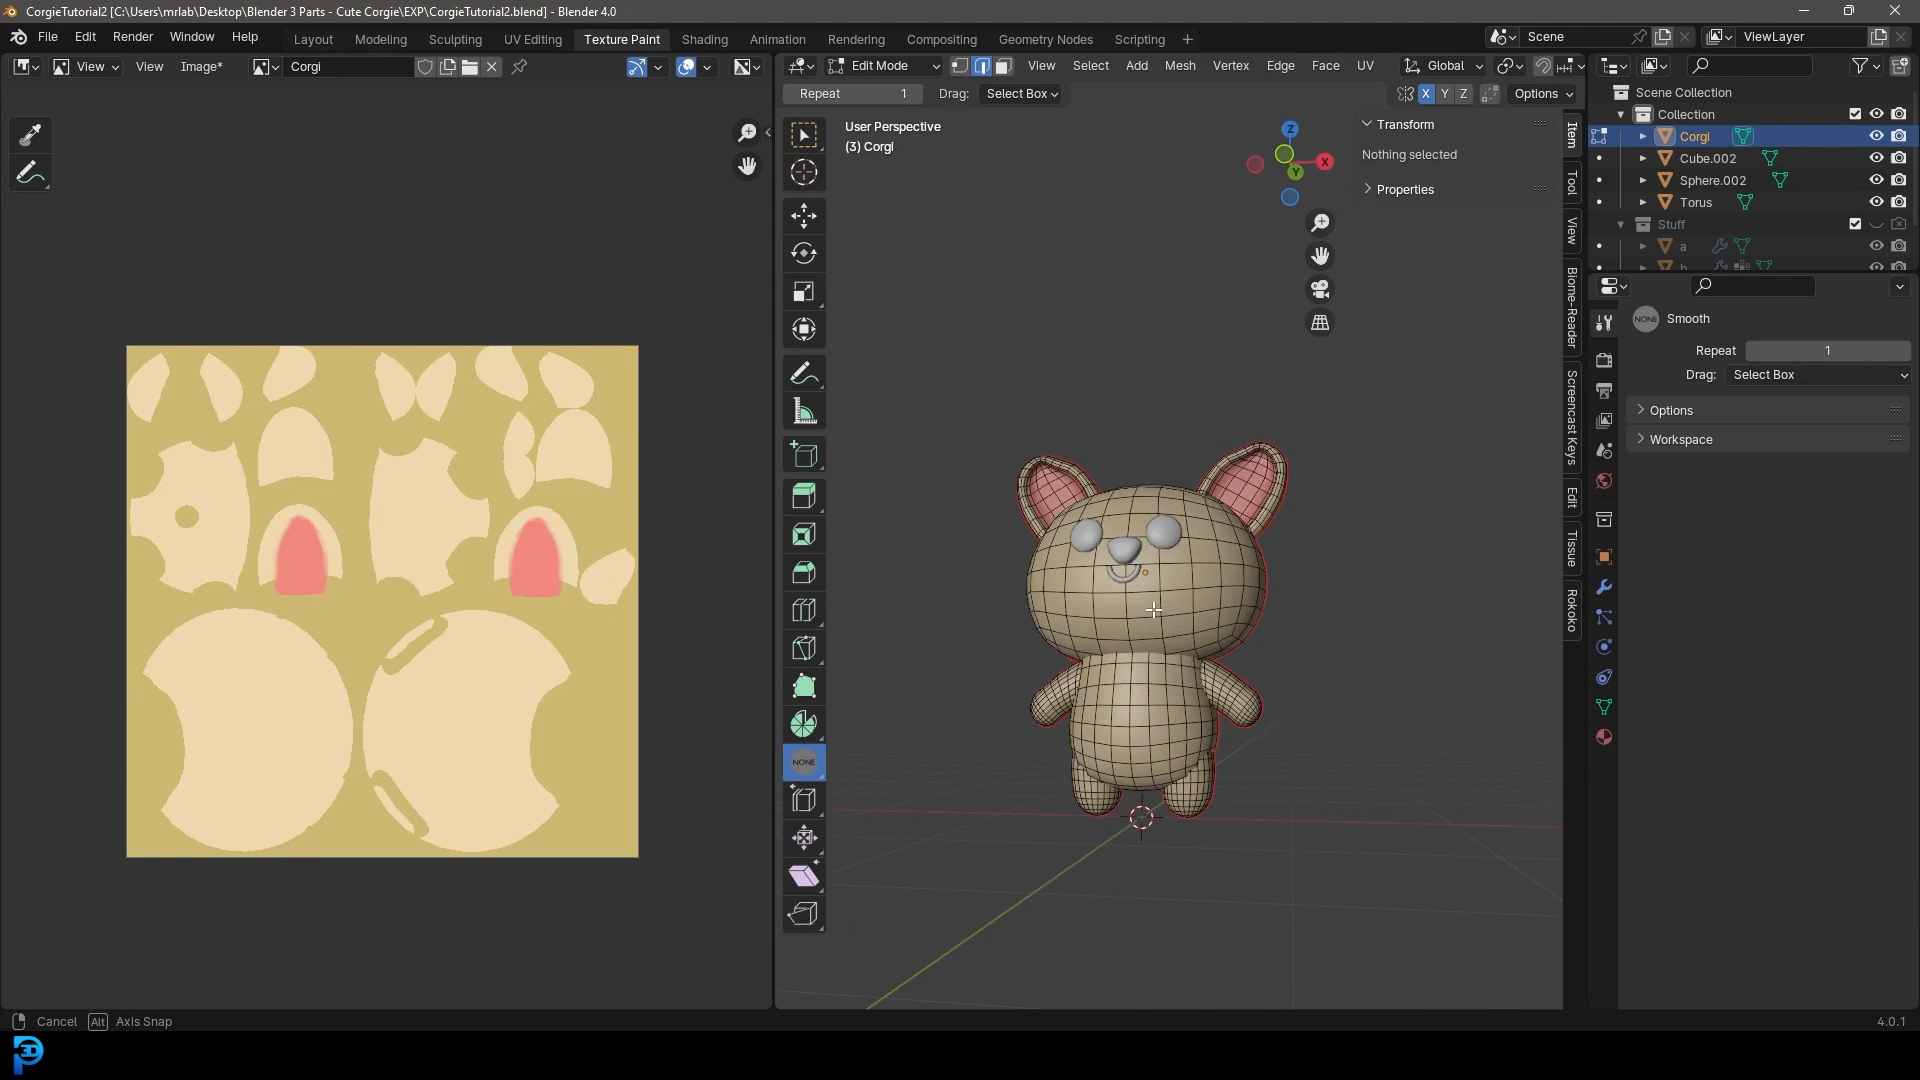 CorgieTutorial2 [C:\Users\mrlab\Desktop\Blender 3 Parts - Cute Corgie\EXP\CorgieTutorial2.blend] - Blender 4.0
File Edit Render Window Help Layout Modeling Sculpting UV Editing Texture Paint Shading Animation Rendering Compositing Geometry Nodes Scripting + Scene ViewLayer
View View Image* Corgi Edit Mode View Select Add Mesh Vertex Edge Face UV Global
Repeat 1 Drag: Select Box X Y Z Options
User Perspective
(3) Corgi
Z
X
Y
Transform
Nothing selected
Properties
Item
Tool
View
Biome-Reader
Screencast Keys
Edit
Tissue
Rokoko
Scene Collection
Collection
Corgi
Cube.002
Sphere.002
Torus
Stuff
a
b
NONE Smooth
Repeat 1
Drag: Select Box
Options
Workspace
NONE
Cancel Alt Axis Snap
4.0.1
P3D